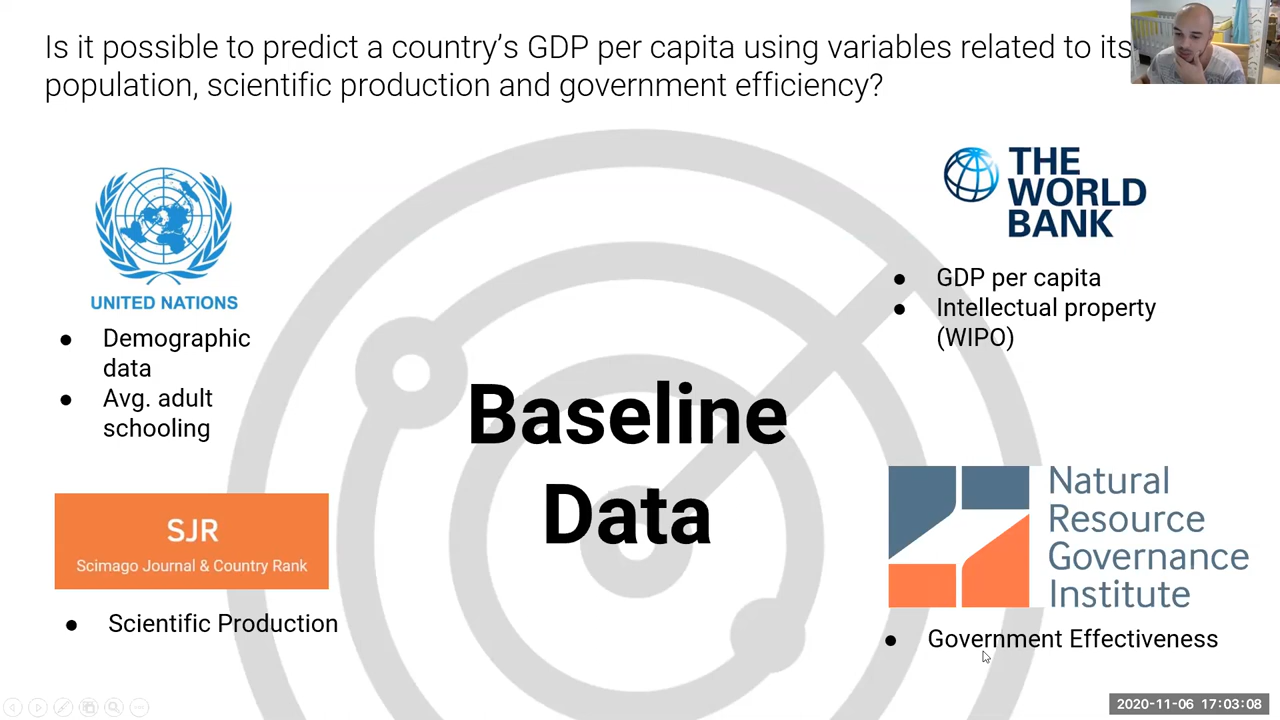 Is it possible to predict a country's GDP per capita using variables related to its
population, scientific production and government efficiency?
UNITED NATIONS
● Demographic
data
● Avg. adult
schooling
THE
WORLD
BANK
● GDP per capita
● Intellectual property
(WIPO)
Baseline
Data
SJR
Scimago Journal & Country Rank
● Scientific Production
Natural
Resource
Governance
Institute
● Government Effectiveness
2020-11-06 17:03:08